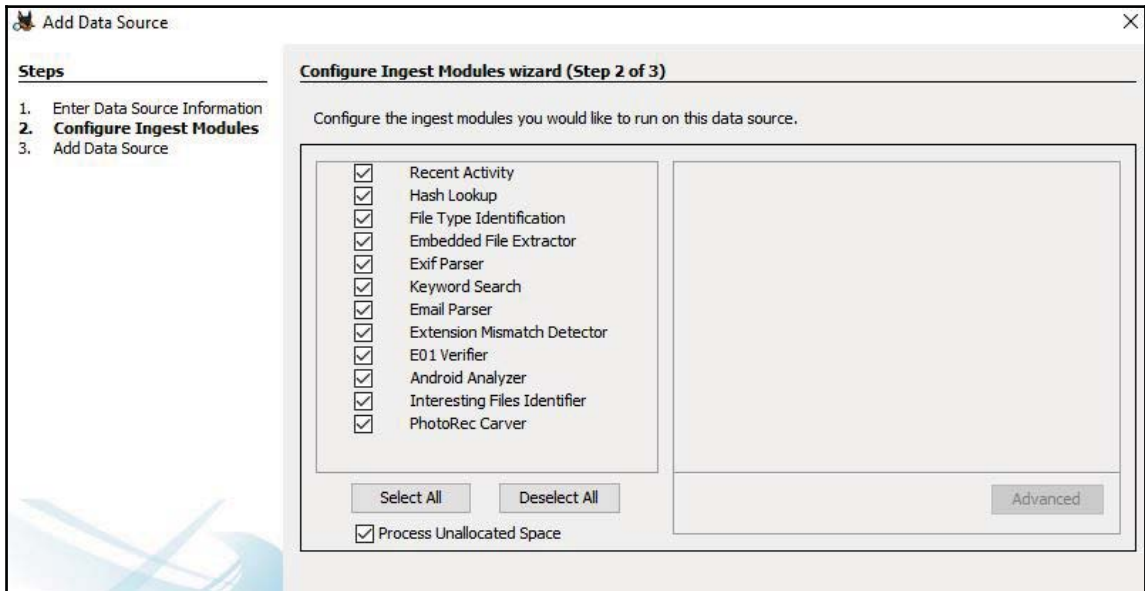 Add Data Source
Steps
1. Enter Data Source Information
2. Configure Ingest Modules
3. Add Data Source
Configure Ingest Modules wizard (Step 2 of 3)
Configure the ingest modules you would like to run on this data source.
Recent Activity
Hash Lookup
File Type Identification
Embedded File Extractor
Exif Parser
Keyword Search
Email Parser
Extension Mismatch Detector
E01 Verifier
Android Analyzer
Interesting Files Identifier
PhotoRec Carver
Select All
Deselect All
Process Unallocated Space
Advanced